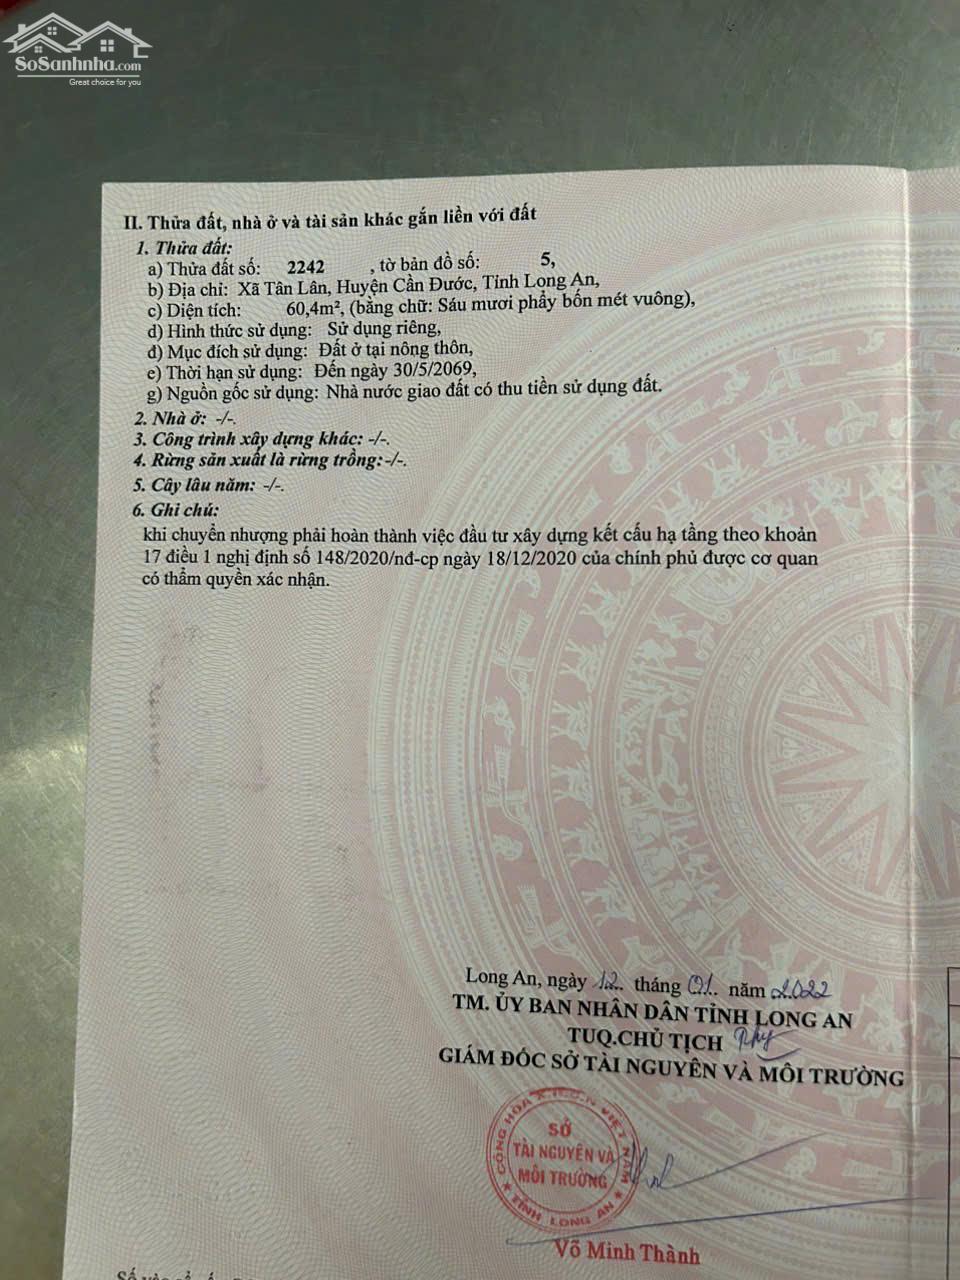 SoSanhnha.com
Great choice for you
II. Thửa đất, nhà ở và tài sản khác gắn liền với đất
1. Thửa đất:
a) Thửa đất số: 2242 , tờ bản đồ số: 5,
b) Địa chỉ: Xã Tân Lân, Huyện Cần Đước, Tỉnh Long An,
c) Diện tích: 60,4m², (bằng chữ: Sáu mươi phẩy bốn mét vuông),
d) Hình thức sử dụng: Sử dụng riêng,
đ) Mục đích sử dụng: Đất ở tại nông thôn,
e) Thời hạn sử dụng: Đến ngày 30/5/2069,
g) Nguồn gốc sử dụng: Nhà nước giao đất có thu tiền sử dụng đất.
2. Nhà ở: -/-.
3. Công trình xây dựng khác: -/-.
4. Rừng sản xuất là rừng trồng:-/-.
5. Cây lâu năm: -/-.
6. Ghi chú:
khi chuyển nhượng phải hoàn thành việc đầu tư xây dựng kết cấu hạ tầng theo khoản
17 điều 1 nghị định số 148/2020/nđ-cp ngày 18/12/2020 của chính phủ được cơ quan
có thẩm quyền xác nhận.
Long An, ngày 12 tháng 01 năm 2022
TM. ỦY BAN NHÂN DÂN TỈNH LONG AN
TUQ.CHỦ TỊCH
GIÁM ĐỐC SỞ TÀI NGUYÊN VÀ MÔI TRƯỜNG
CỘNG HÒA X.H.C.N VIỆT NAM
SỞ
TÀI NGUYÊN VÀ
MÔI TRƯỜNG
TỈNH LONG AN
Võ Minh Thành